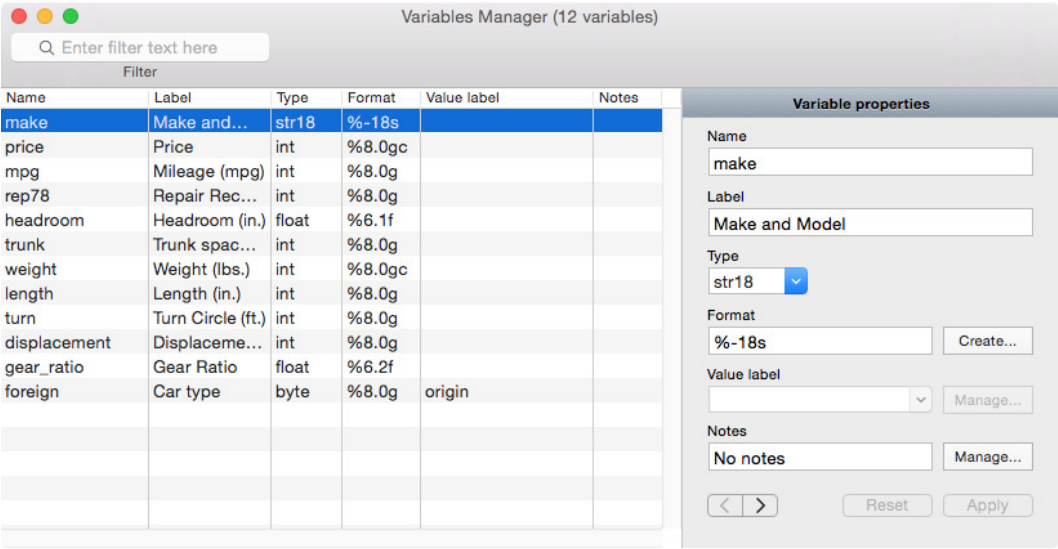 Variables Manager (12 variables)
Enter filter text here
Filter
Name Label Type Format Value label Notes
make Make and... str18 %-18s
price Price int %8.0gc
mpg Mileage (mpg) int %8.0g
rep78 Repair Rec... int %8.0g
headroom Headroom (in.) float %6.1f
trunk Trunk spac... int %8.0g
weight Weight (lbs.) int %8.0gc
length Length (in.) int %8.0g
turn Turn Circle (ft.) int %8.0g
displacement Displaceme... int %8.0g
gear_ratio Gear Ratio float %6.2f
foreign Car type byte %8.0g origin
Variable properties
Name
make
Label
Make and Model
Type
str18
Format
%-18s Create...
Value label
Manage...
Notes
No notes Manage...
Reset Apply